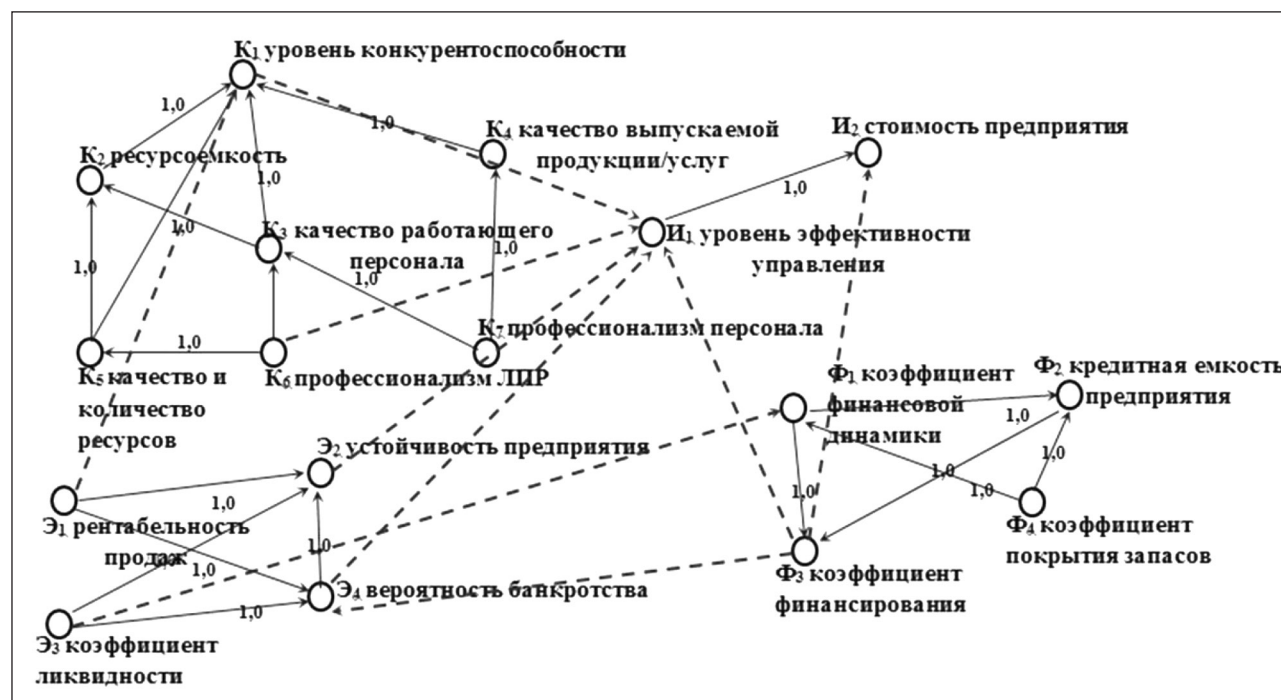 К₁ уровень конкурентоспособности
1,0
1,0
К₄ качество выпускаемой
продукции/услуг
И₂ стоимость предприятия
К₂ ресурсоемкость
1,0
1,0
1,0
К₃ качество работающего
персонала
1,0
И₁ уровень эффективности
управления
1,0
1,0
1,0
К₇ профессионализм персонала
К₅ качество и
количество
ресурсов
К₆ профессионализм ЛПР
Ф₁ коэффициент
финансовой
динамики
Ф₂ кредитная емкость
предприятия
1,0
1,0
1,0
1,0
1,0
Э₂ устойчивость предприятия
1,0
Э₁ рентабельность
продаж
1,0
1,0
Ф₄ коэффициент
покрытия запасов
Э₄ вероятность банкротства
1,0
Ф₃ коэффициент
финансирования
Э₃ коэффициент
ликвидности